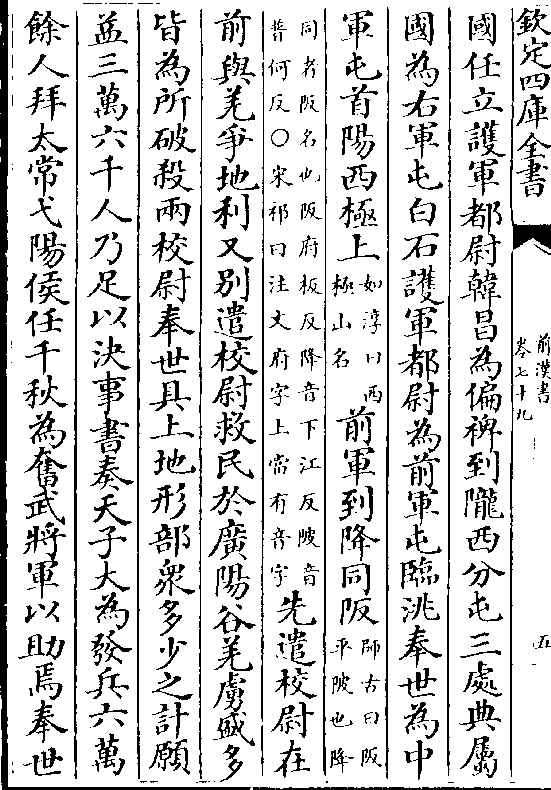 欽定四庫全書
前漢書
卷七十九
五
國任立護軍都尉韓昌為偏裨到隴西分屯三處典屬
國為右軍屯白石護軍都尉為前軍屯臨洮奉世為中
軍屯首陽西極上如淳曰西極山名前軍到降同阪師古曰阪平陂也降
同者阪名也阪府板反降音下江反陂音普何反○宋祁曰注文府字上當有音字先遣校尉在
前與羌爭地利又別遣校尉救民於廣陽谷羌虜盛多
皆為所破殺兩校尉奉世具上地形部眾多少之計願
益三萬六千人乃足以決事書奏天子大為發兵六萬
餘人拜太常弋陽侯任千秋為奮武將軍以助焉奉世